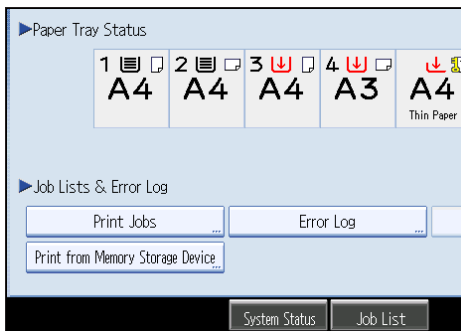 Paper Tray Status
1 2 3 4
A4 A4 A4 A3 A4
Thin Paper
Job Lists & Error Log
Print Jobs Error Log
Print from Memory Storage Device
System Status Job List